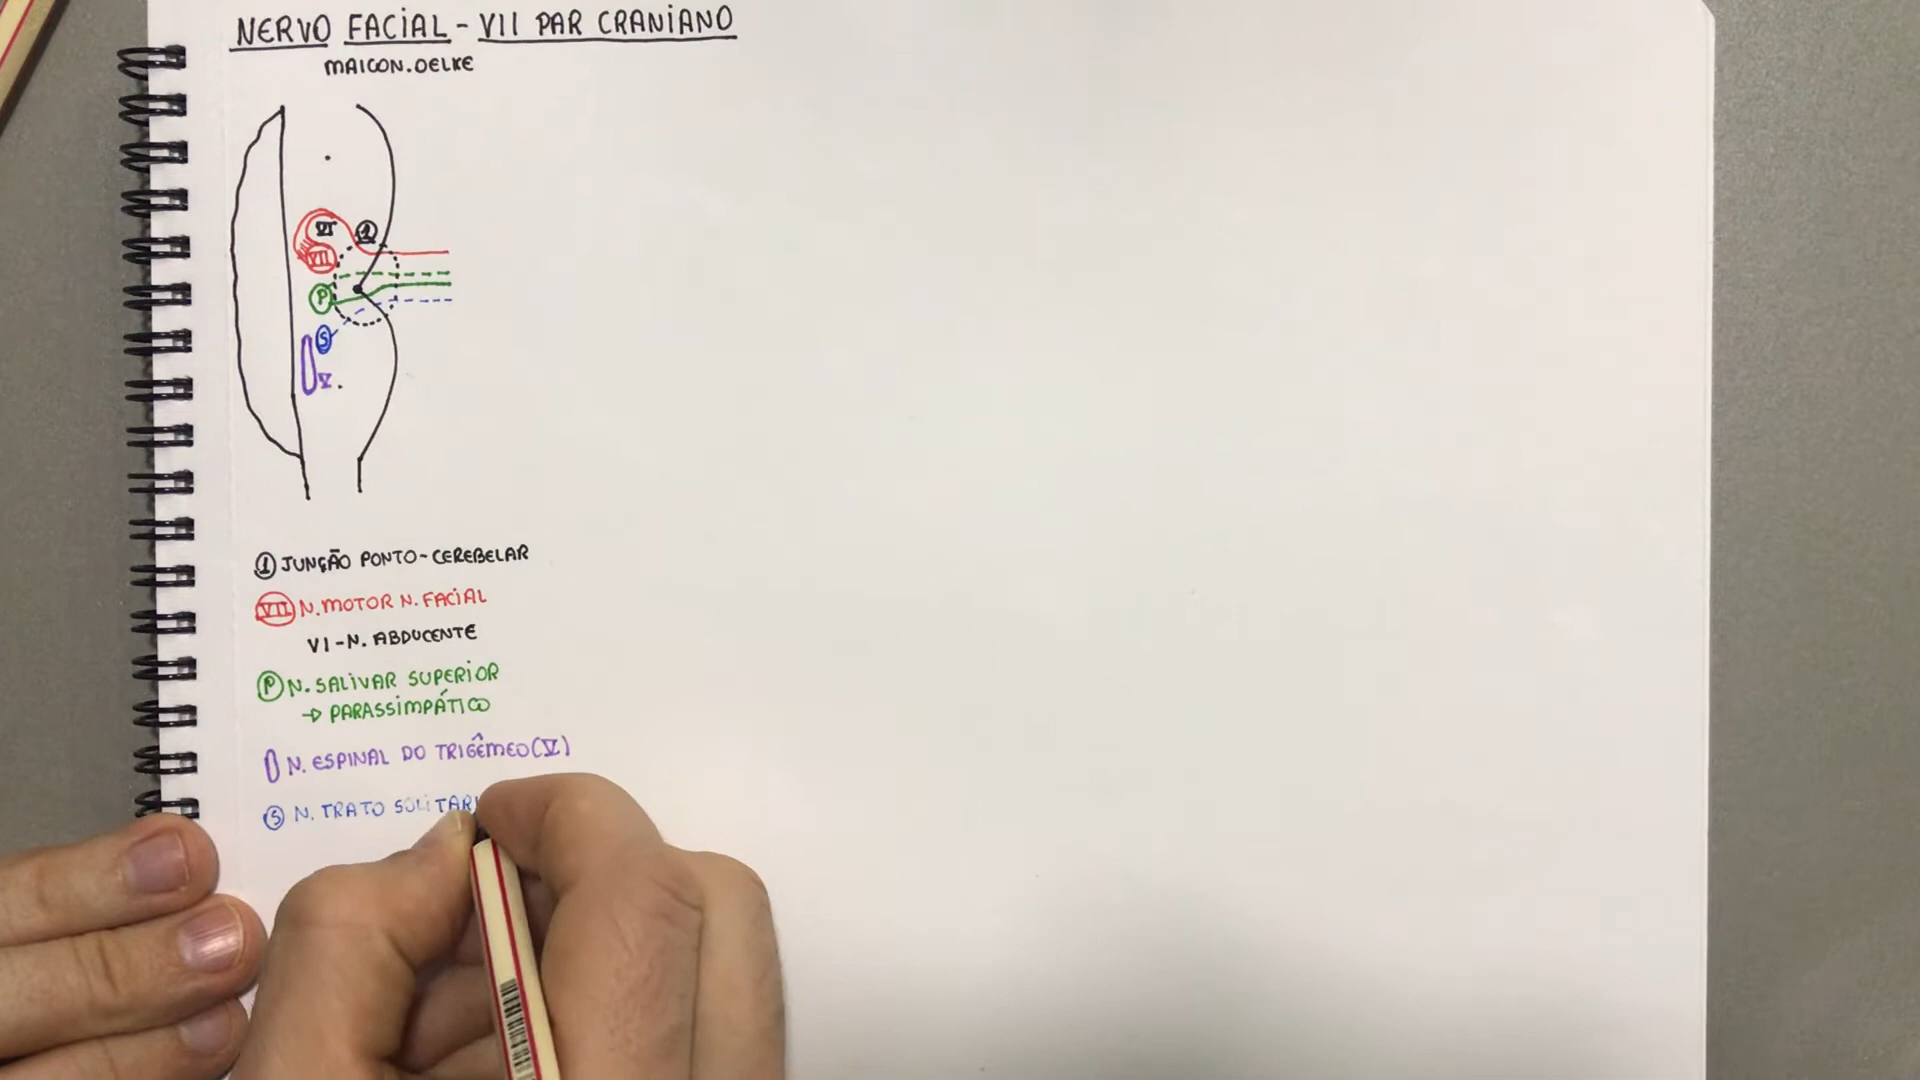 NERVO FACIAL - VII PAR CRANIANO
MAICON.OELKE
VI
1
VII
P
S
V.
1 JUNÇÃO PONTO-CEREBELAR
VII N. MOTOR N. FACIAL
VI - N. ABDUCENTE
P N. SALIVAR SUPERIOR
→ PARASSIMPÁTICO
N. ESPINAL DO TRIGÊMEO (V)
S N. TRATO